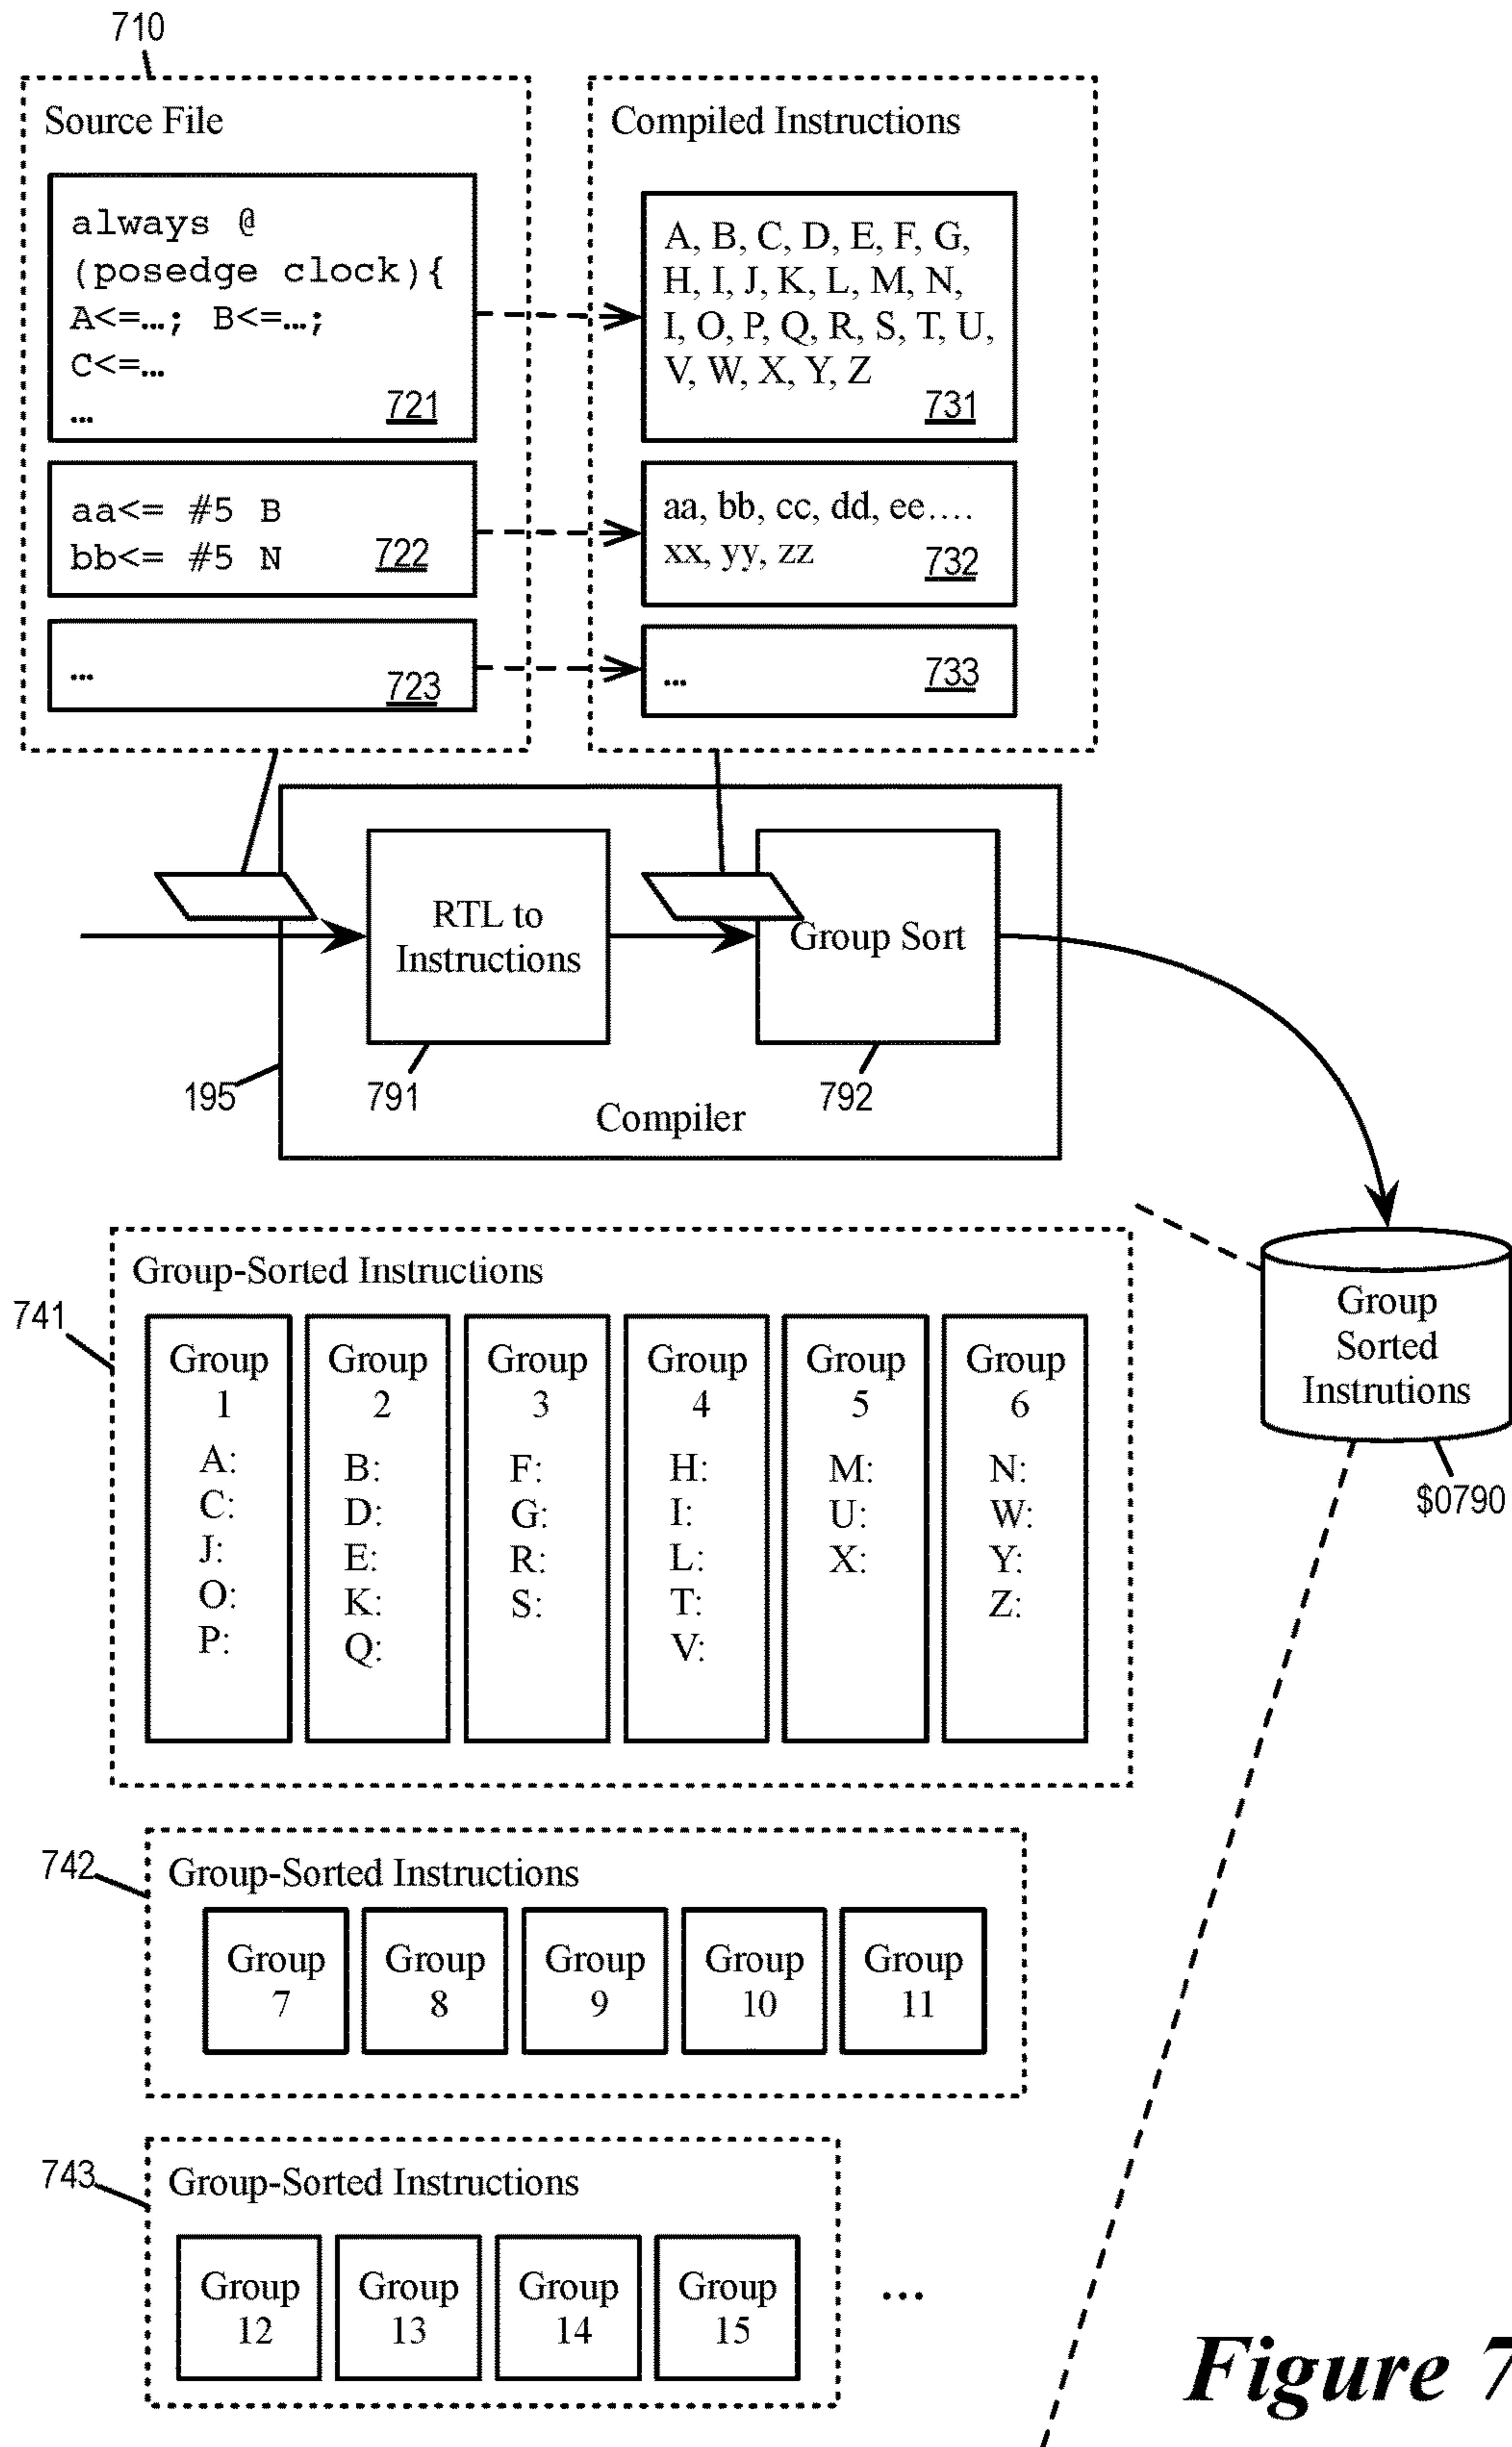 710
Source File
always @
(posedge clock){
A<=…; B<=…;
C<=…
…
721
aa<= #5 B
bb<= #5 N
722
…
723
Compiled Instructions
A, B, C, D, E, F, G,
H, I, J, K, L, M, N,
I, O, P, Q, R, S, T, U,
V, W, X, Y, Z
731
aa, bb, cc, dd, ee….
xx, yy, zz
732
…
733
RTL to
Instructions
Group Sort
195
791
792
Compiler
Group
Sorted
Instrutions
$0790
741
Group-Sorted Instructions
Group
1
A:
C:
J:
O:
P:
Group
2
B:
D:
E:
K:
Q:
Group
3
F:
G:
R:
S:
Group
4
H:
I:
L:
T:
V:
Group
5
M:
U:
X:
Group
6
N:
W:
Y:
Z:
742
Group-Sorted Instructions
Group
7
Group
8
Group
9
Group
10
Group
11
743
Group-Sorted Instructions
Group
12
Group
13
Group
14
Group
15
…
Figure 7